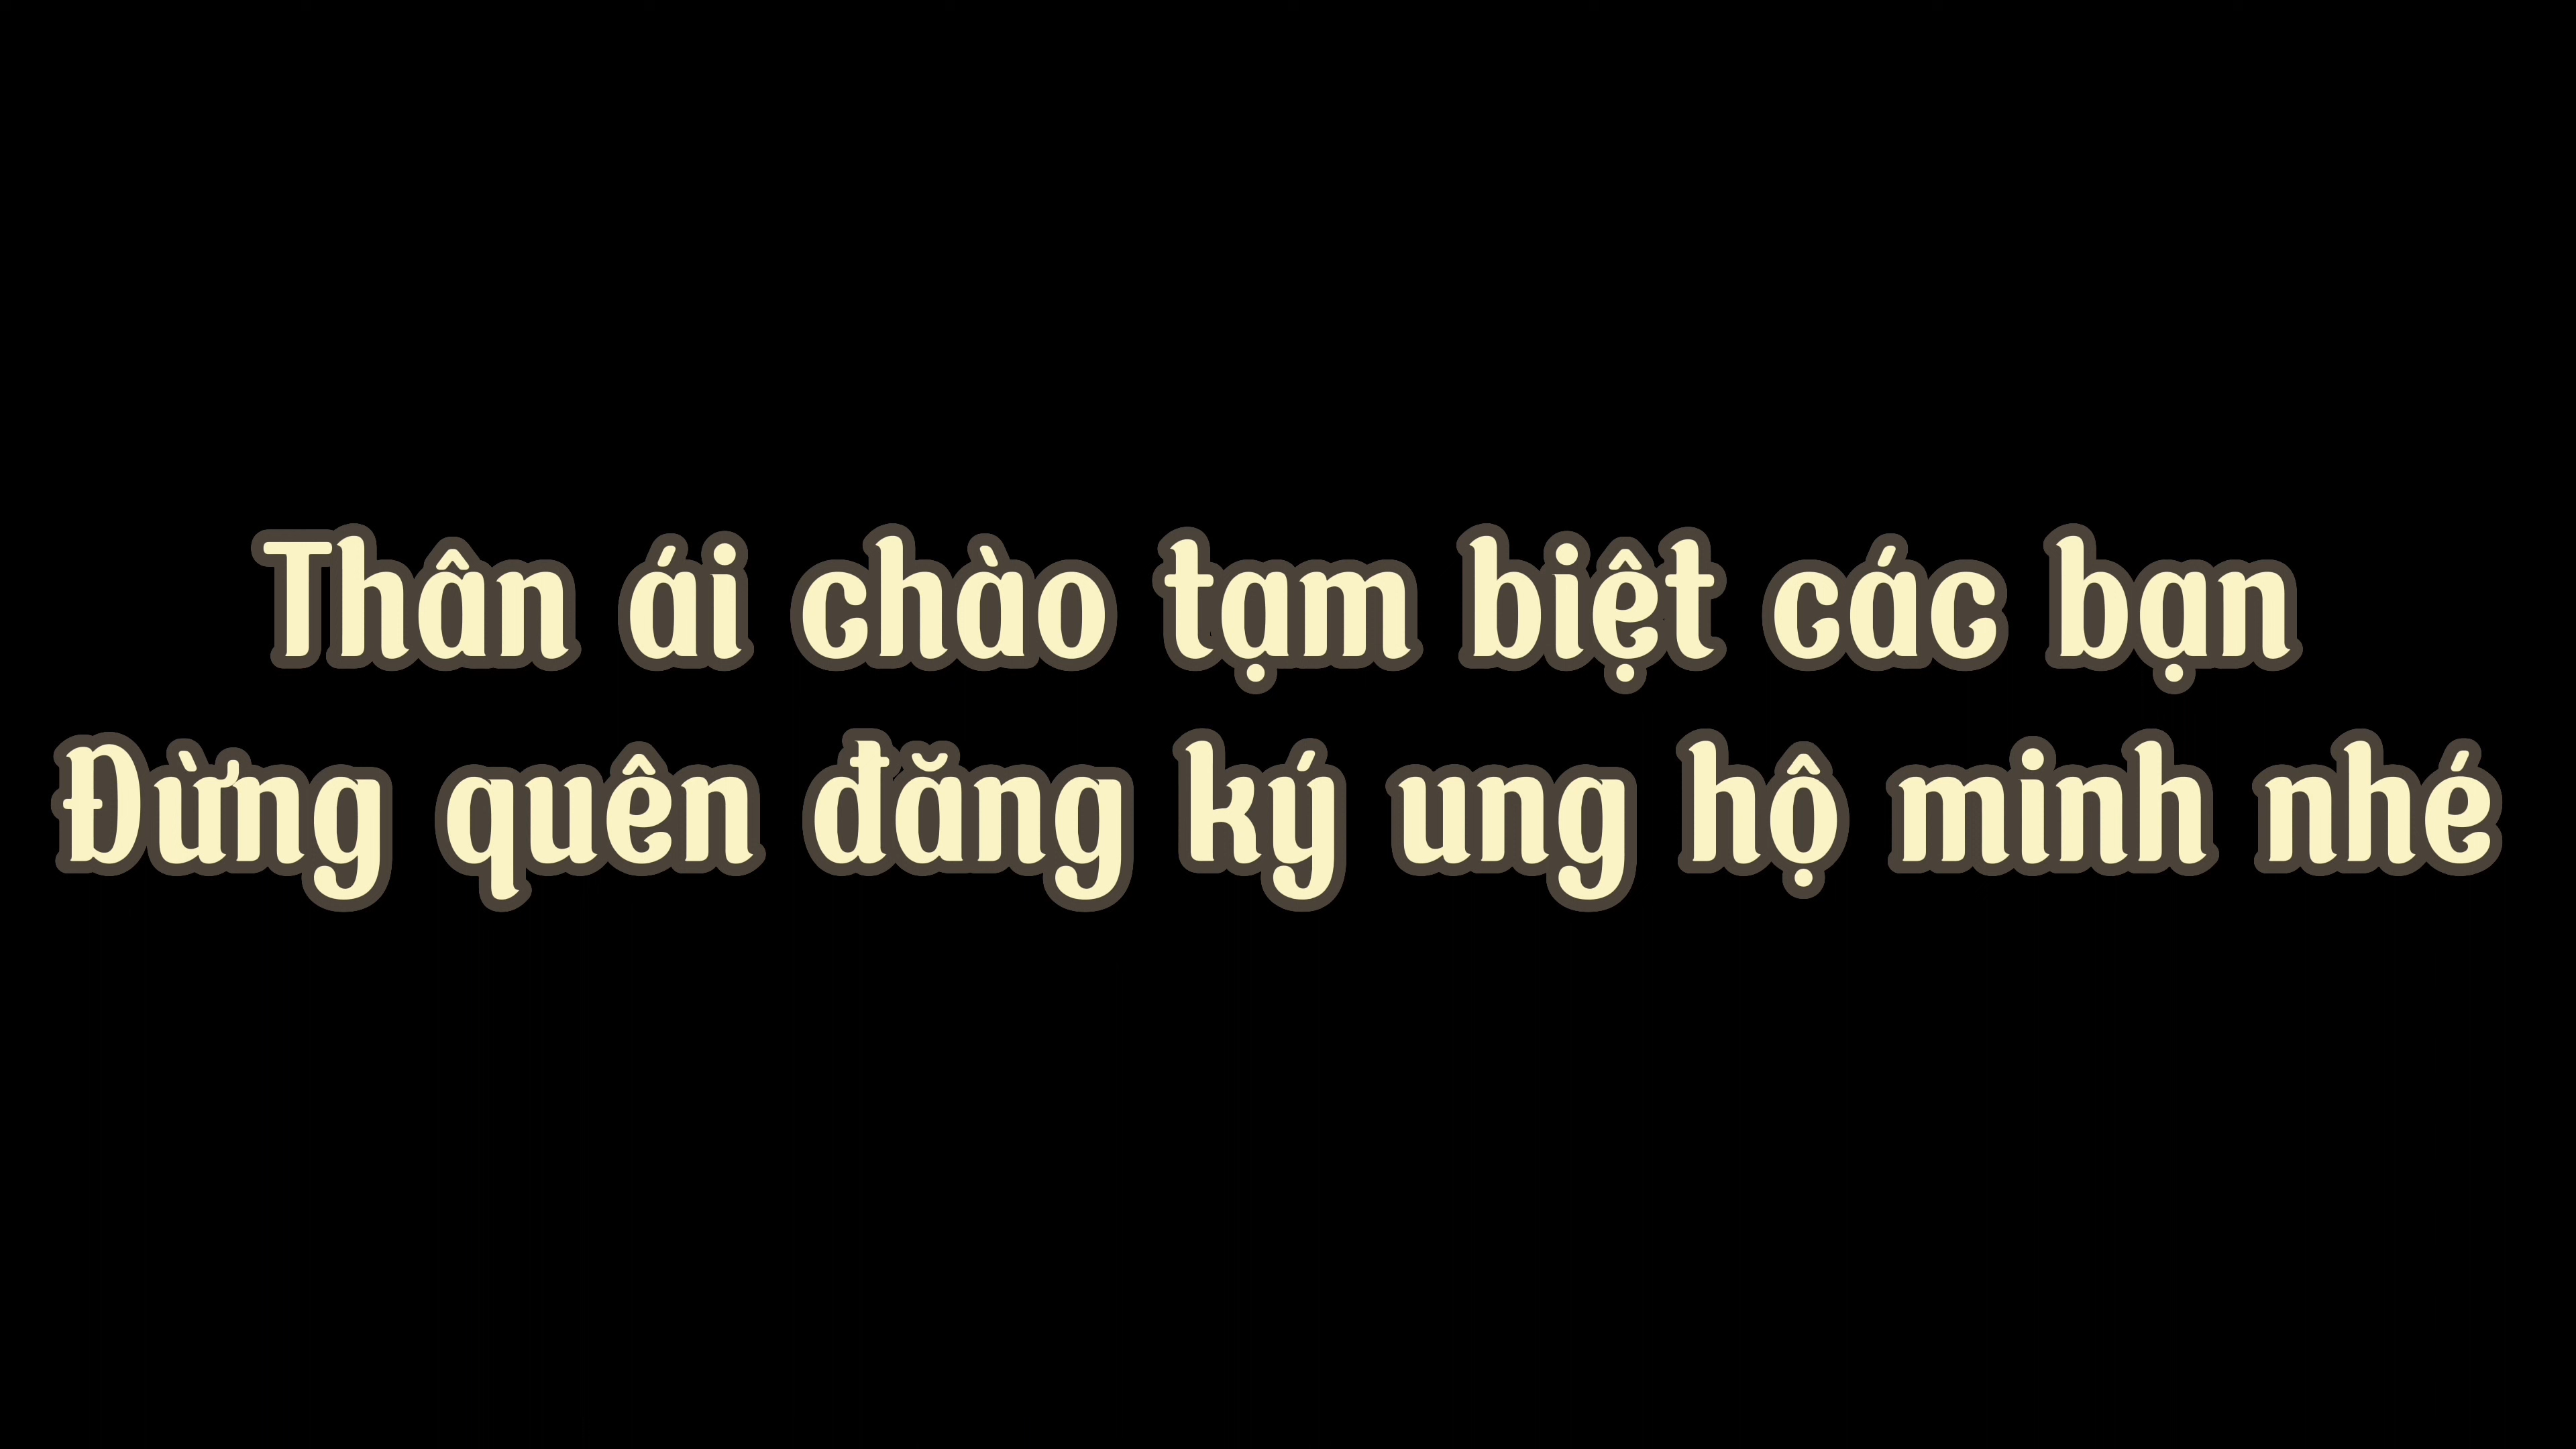 Thân ái chào tạm biệt các bạn
Đừng quên đăng ký ung hộ minh nhé